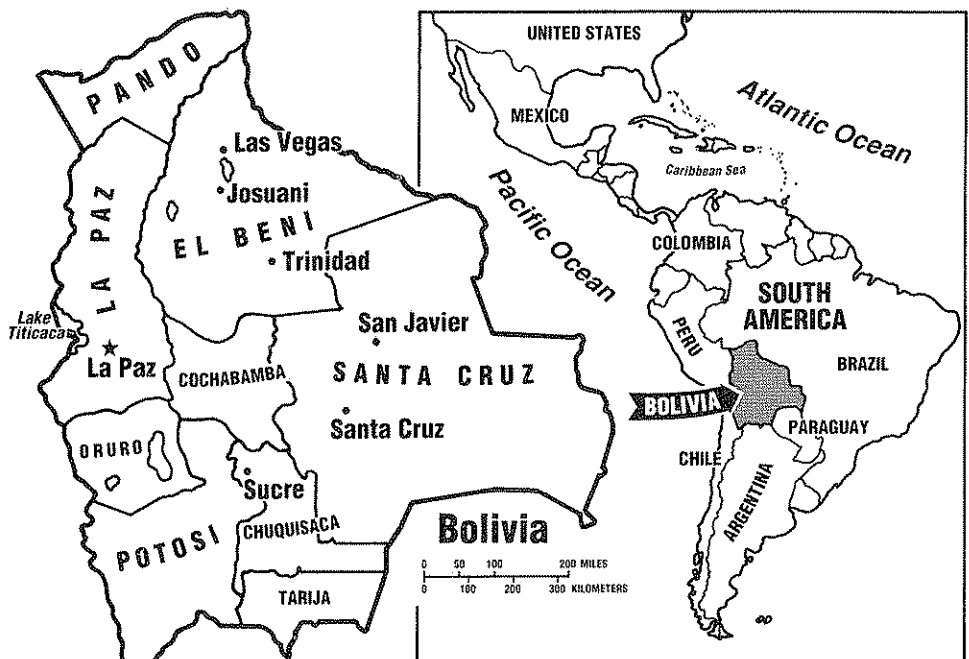 PANDO
Las Vegas
Josuani
LA PAZ
EL BENI
Trinidad
Lake
Titicaca
La Paz
San Javier
COCHABAMBA
SANTA CRUZ
Santa Cruz
ORURO
Sucre
CHUQUISACA
POTOSI
TARIJA
Bolivia
0 50 100 200 MILES
0 100 200 300 KILOMETERS
UNITED STATES
MEXICO
Atlantic Ocean
Caribbean Sea
Pacific Ocean
COLOMBIA
SOUTH
AMERICA
PERU
BRAZIL
BOLIVIA
PARAGUAY
CHILE
ARGENTINA